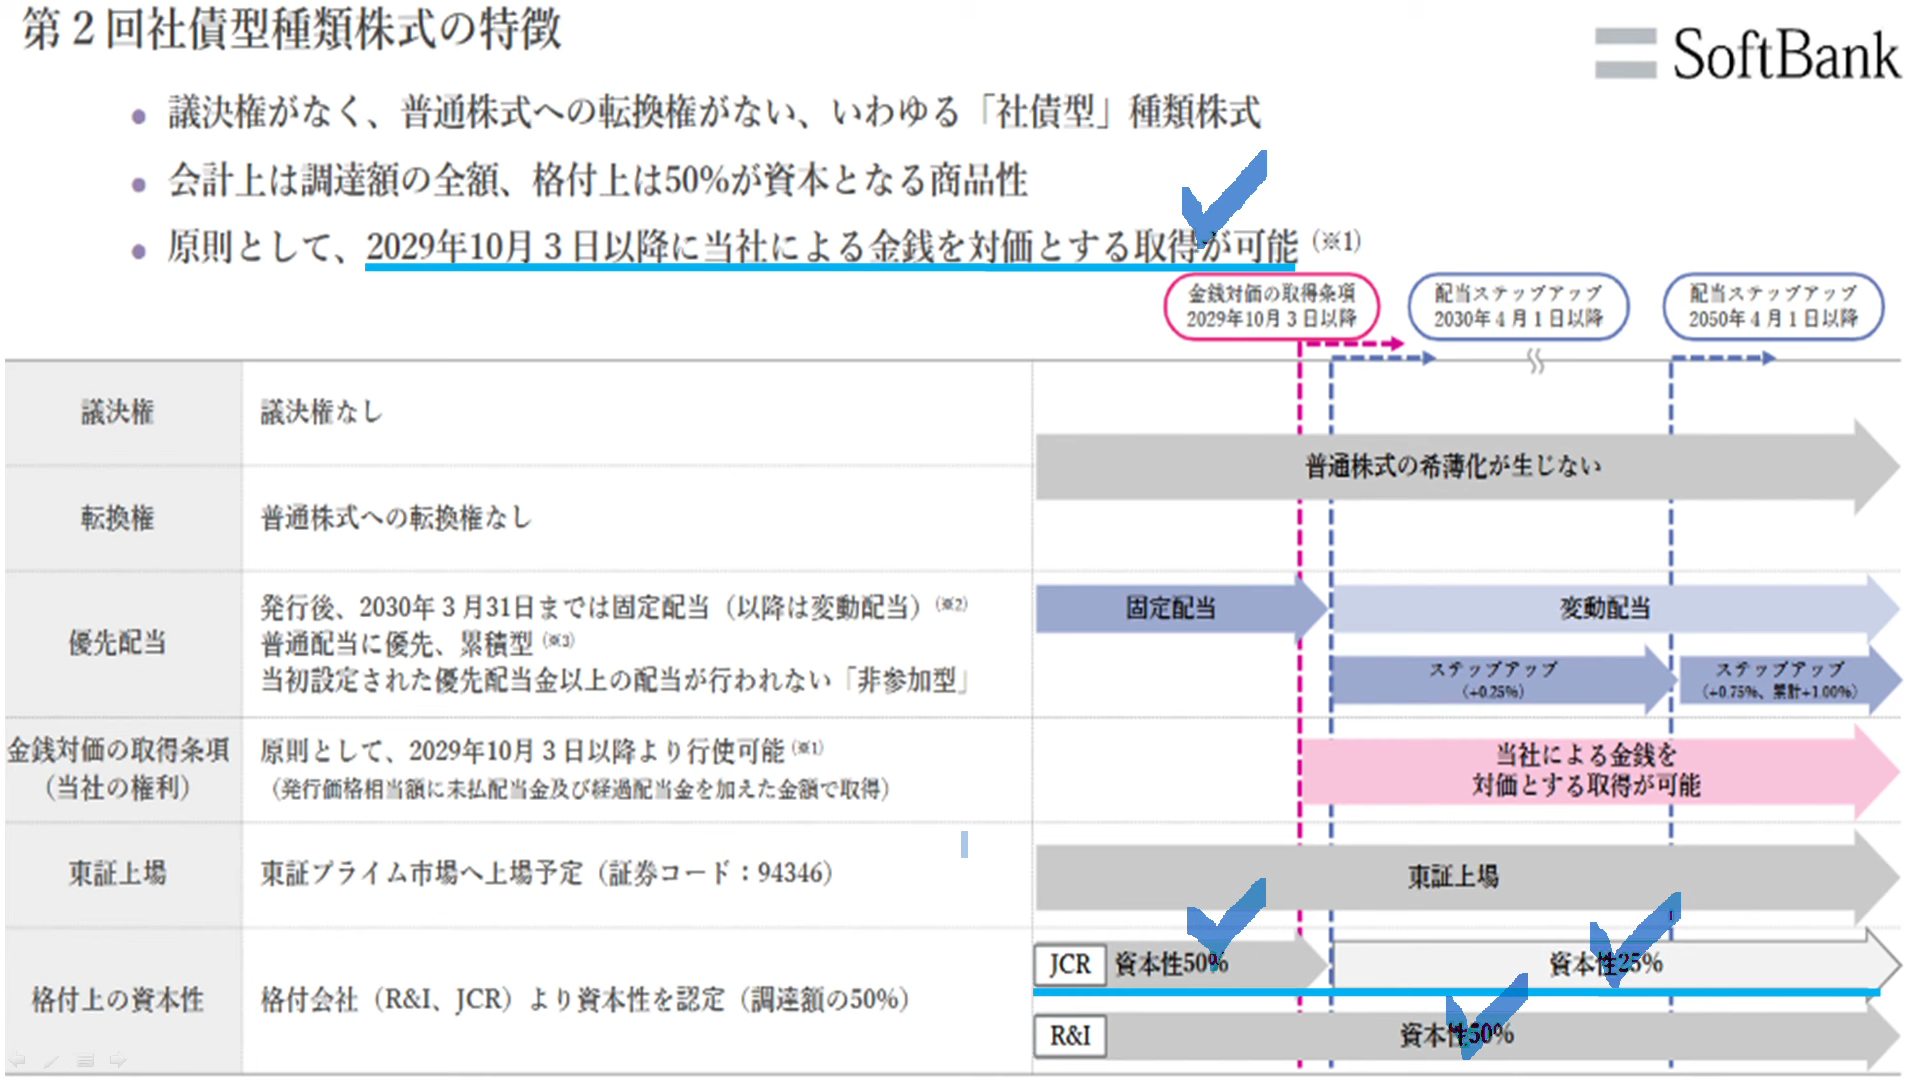 第２回社債型種類株式の特徴
SoftBank
議決権がなく、普通株式への転換権がない、いわゆる「社債型」種類株式
会計上は調達額の全額、格付上は50%が資本となる商品性
原則として、2029年10月３日以降に当社による金銭を対価とする取得が可能（※1）
金銭対価の取得条項
2029年10月３日以降
配当ステップアップ
2030年４月１日以降
配当ステップアップ
2050年４月１日以降
議決権
議決権なし
普通株式の希薄化が生じない
転換権
普通株式への転換権なし
優先配当
発行後、2030年３月31日までは固定配当（以降は変動配当）（※2）
普通配当に優先、累積型（※3）
当初設定された優先配当金以上の配当が行われない「非参加型」
固定配当
変動配当
ステップアップ
（+0.25%）
ステップアップ
（+0.75%、累計+1.00%）
金銭対価の取得条項
（当社の権利）
原則として、2029年10月３日以降より行使可能（※1）
（発行価格相当額に未払配当金及び経過配当金を加えた金額で取得）
当社による金銭を
対価とする取得が可能
東証上場
東証プライム市場へ上場予定（証券コード：94346）
東証上場
格付上の資本性
格付会社（R&I、JCR）より資本性を認定（調達額の50%）
JCR
資本性50%
資本性25%
R&I
資本性50%